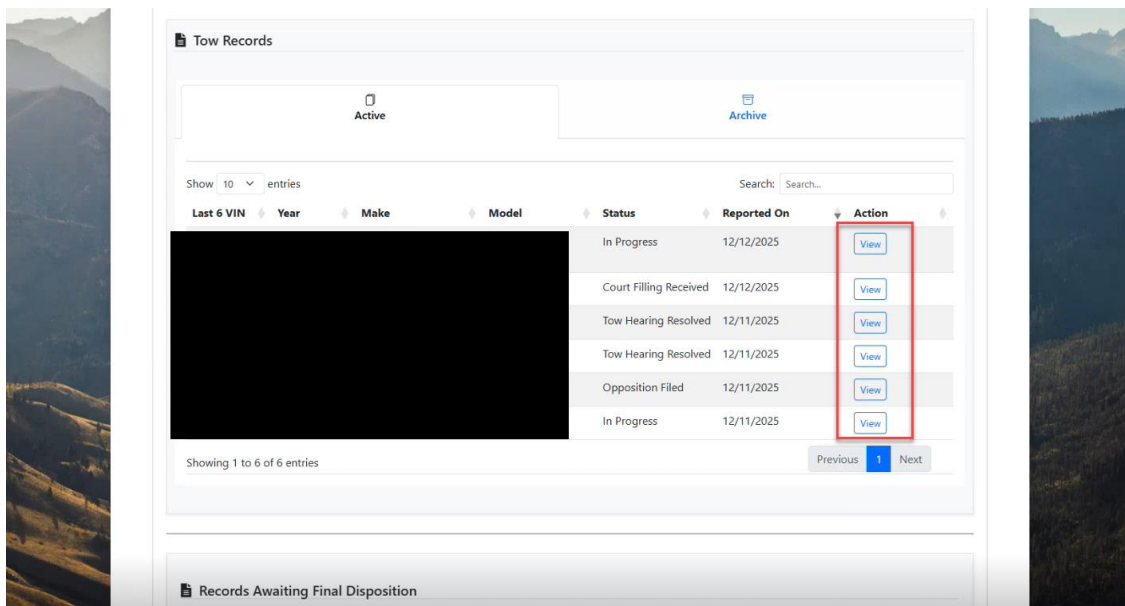 Tow Records
Active
Archive
Show 10 entries
Search: Search...
Last 6 VIN Year Make Model Status Reported On Action
In Progress 12/12/2025 View
Court Filling Received 12/12/2025 View
Tow Hearing Resolved 12/11/2025 View
Tow Hearing Resolved 12/11/2025 View
Opposition Filed 12/11/2025 View
In Progress 12/11/2025 View
Showing 1 to 6 of 6 entries
Previous 1 Next
Records Awaiting Final Disposition